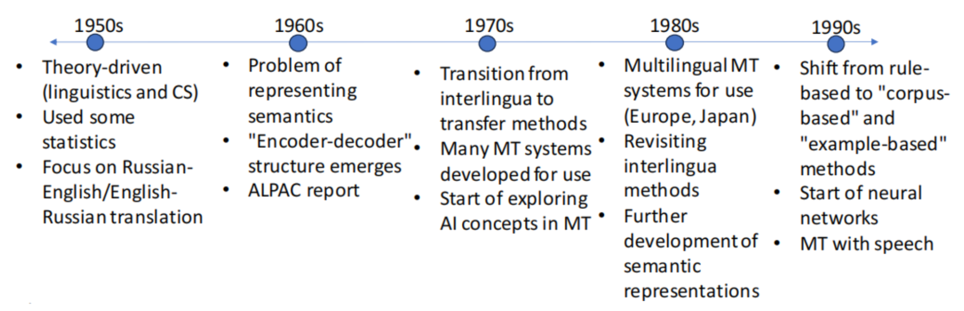 1950s
• Theory-driven
(linguistics and CS)
• Used some
statistics
• Focus on Russian-
English/English-
Russian translation
1960s
• Problem of
representing
semantics
• "Encoder-decoder"
structure emerges
• ALPAC report
1970s
• Transition from
interlingua to
transfer methods
• Many MT systems
developed for use
• Start of exploring
AI concepts in MT
1980s
• Multilingual MT
systems for use
(Europe, Japan)
• Revisiting
interlingua
methods
• Further
development of
semantic
representations
1990s
• Shift from rule-
based to "corpus-
based" and
"example-based"
methods
• Start of neural
networks
• MT with speech